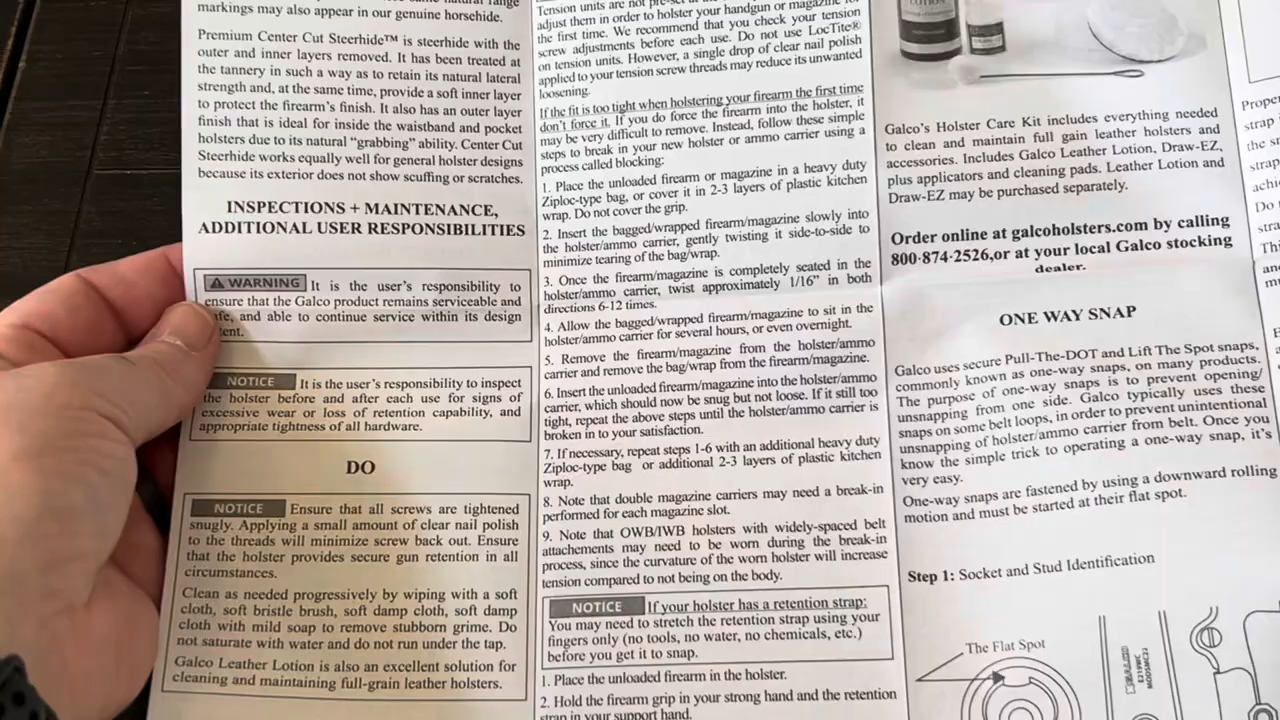 markings may also appear in our genuine horsehide.
Premium Center Cut Steerhide™ is steerhide with the
outer and inner layers removed. It has been treated at
the tannery in such a way as to retain its natural lateral
strength and, at the same time, provide a soft inner layer
to protect the firearm's finish. It also has an outer layer
finish that is ideal for inside the waistband and pocket
holsters due to its natural "grabbing" ability. Center Cut
Steerhide works equally well for general holster designs
because its exterior does not show scuffing or scratches.
INSPECTIONS + MAINTENANCE,
ADDITIONAL USER RESPONSIBILITIES
WARNING It is the user's responsibility to
ensure that the Galco product remains serviceable and
safe, and able to continue service within its design
NOTICE It is the user's responsibility to inspect
the holster before and after each use for signs of
excessive wear or loss of retention capability, and
appropriate tightness of all hardware.
DO
NOTICE Ensure that all screws are tightened
snugly. Applying a small amount of clear nail polish
to the threads will minimize screw back out. Ensure
that the holster provides secure gun retention in all
circumstances.
Clean as needed progressively by wiping with a soft
cloth, soft bristle brush, soft damp cloth, soft damp
cloth with mild soap to remove stubborn grime. Do
not saturate with water and do not run under the tap.
Galco Leather Lotion is also an excellent solution for
cleaning and maintaining full-grain leather holsters.
Tension units are not
adjust them in order to holster your handgun or magazine for
the first time. We recommend that you check your tension
screw adjustments before each use. Do not use LocTite®
on tension units. However, a single drop of clear nail polish
applied to your tension screw threads may reduce its unwanted
loosening.
If the fit is too tight when holstering your firearm the first time
don't force it. If you do force the firearm into the holster, it
may be very difficult to remove. Instead, follow these simple
steps to break in your new holster or ammo carrier using a
process called blocking:
1. Place the unloaded firearm or magazine in a heavy duty
Ziploc-type bag, or cover it in 2-3 layers of plastic kitchen
wrap. Do not cover the grip.
2. Insert the bagged/wrapped firearm/magazine slowly into
the holster/ammo carrier, gently twisting it side-to-side to
minimize tearing of the bag/wrap.
3. Once the firearm/magazine is completely seated in the
holster/ammo carrier, twist approximately 1/16" in both
directions 6-12 times.
4. Allow the bagged/wrapped firearm/magazine to sit in the
holster/ammo carrier for several hours, or even overnight.
5. Remove the firearm/magazine from the holster/ammo
carrier and remove the bag/wrap from the firearm/magazine.
6. Insert the unloaded firearm/magazine into the holster/ammo
carrier, which should now be snug but not loose. If it still too
tight, repeat the above steps until the holster/ammo carrier is
broken in to your satisfaction.
7. If necessary, repeat steps 1-6 with an additional heavy duty
Ziploc-type bag or additional 2-3 layers of plastic kitchen
wrap.
8. Note that double magazine carriers may need a break-in
performed for each magazine slot.
9. Note that OWB/IWB holsters with widely-spaced belt
attachements may need to be worn during the break-in
process, since the curvature of the worn holster will increase
tension compared to not being on the body.
NOTICE If your holster has a retention strap:
You may need to stretch the retention strap using your
fingers only (no tools, no water, no chemicals, etc.)
before you get it to snap.
1. Place the unloaded firearm in the holster.
2. Hold the firearm grip in your strong hand and the retention
strap in your support hand.
LOTION
Galco's Holster Care Kit includes everything needed
to clean and maintain full gain leather holsters and
accessories. Includes Galco Leather Lotion, Draw-EZ,
plus applicators and cleaning pads. Leather Lotion and
Draw-EZ may be purchased separately.
Order online at galcoholsters.com by calling
800-874-2526,or at your local Galco stocking
dealer.
ONE WAY SNAP
Galco uses secure Pull-The-DOT and Lift The Spot snaps,
commonly known as one-way snaps, on many products.
The purpose of one-way snaps is to prevent opening/
unsnapping from one side. Galco typically uses these
snaps on some belt loops, in order to prevent unintentional
unsnapping of holster/ammo carrier from belt. Once you
know the simple trick to operating a one-way snap, it's
very easy.
One-way snaps are fastened by using a downward rolling
motion and must be started at their flat spot.
Step 1: Socket and Stud Identification
The Flat Spot
strap
the
strap
Do